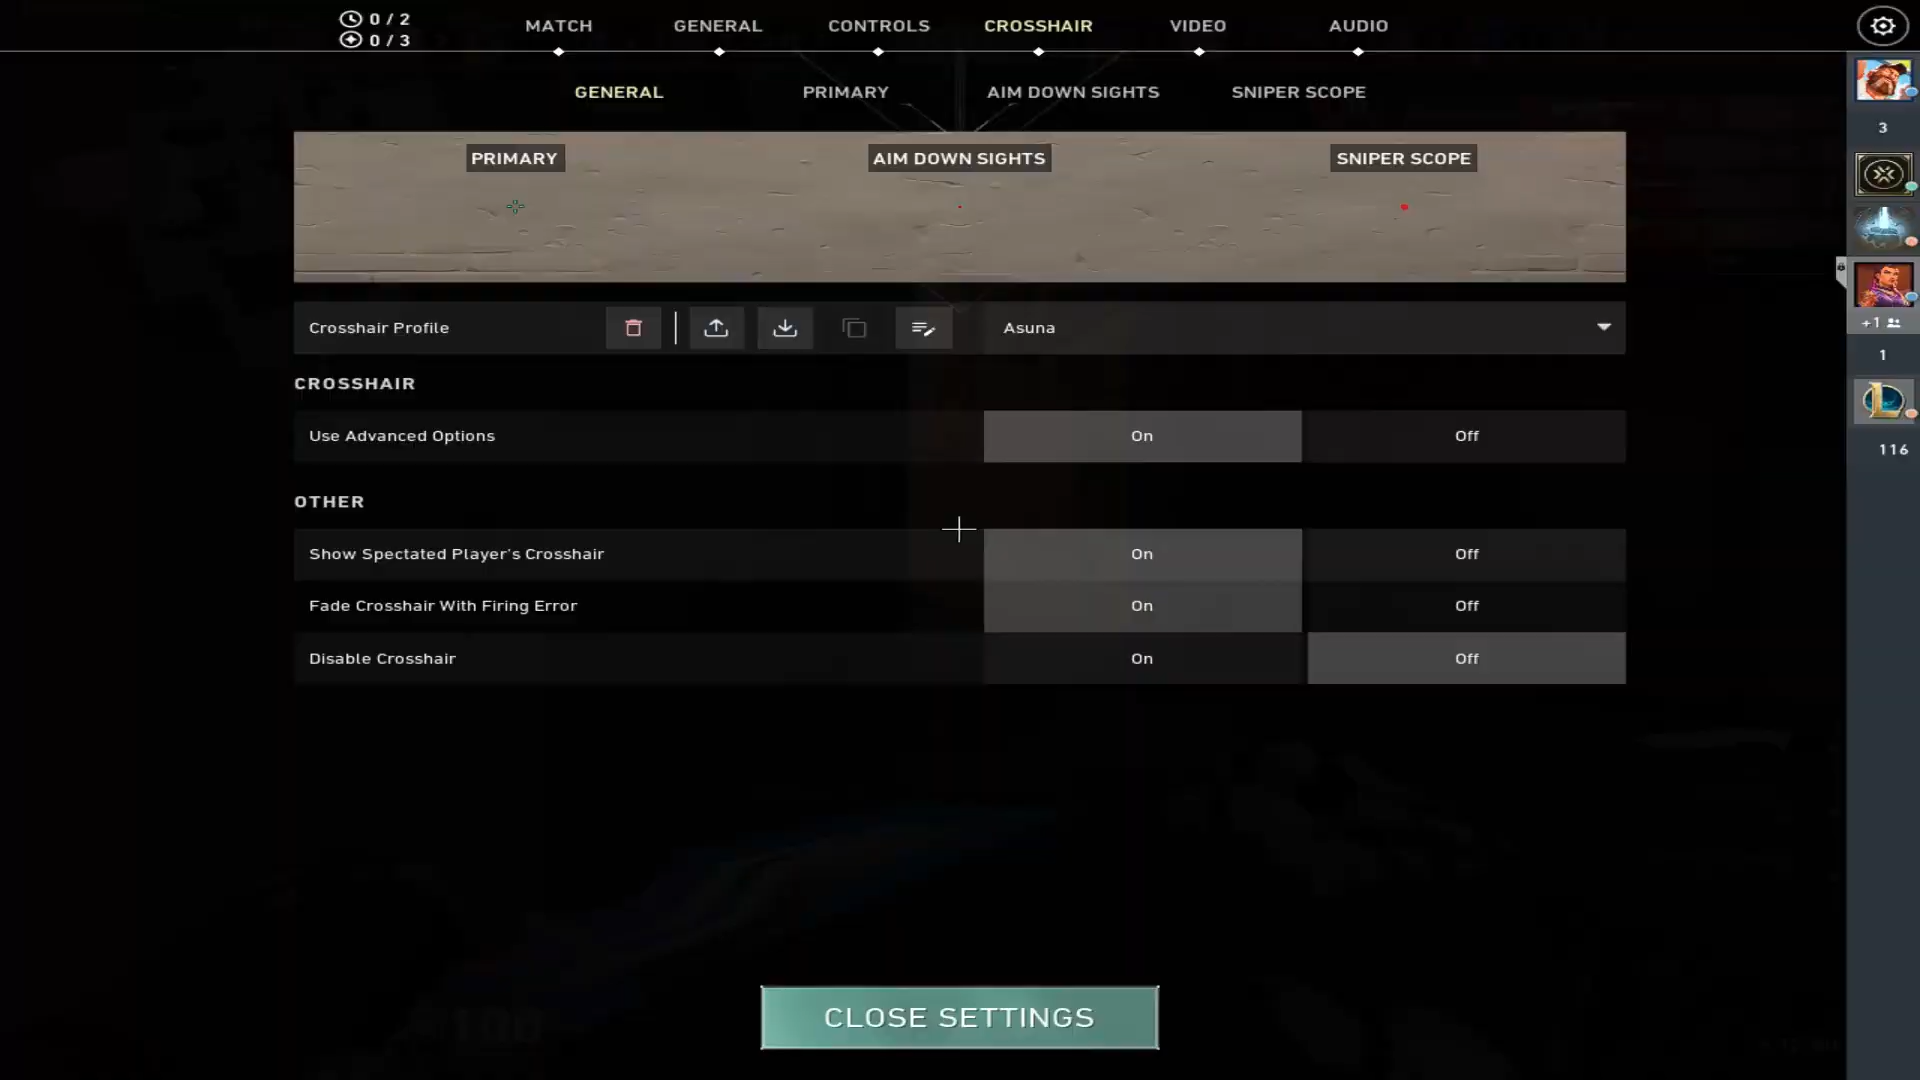 0 / 2
0 / 3
MATCH GENERAL CONTROLS CROSSHAIR VIDEO AUDIO
GENERAL PRIMARY AIM DOWN SIGHTS SNIPER SCOPE
PRIMARY AIM DOWN SIGHTS SNIPER SCOPE
3
Crosshair Profile Asuna
+1
1
CROSSHAIR
Use Advanced Options On Off
116
OTHER
Show Spectated Player's Crosshair On Off
Fade Crosshair With Firing Error On Off
Disable Crosshair On Off
CLOSE SETTINGS
100